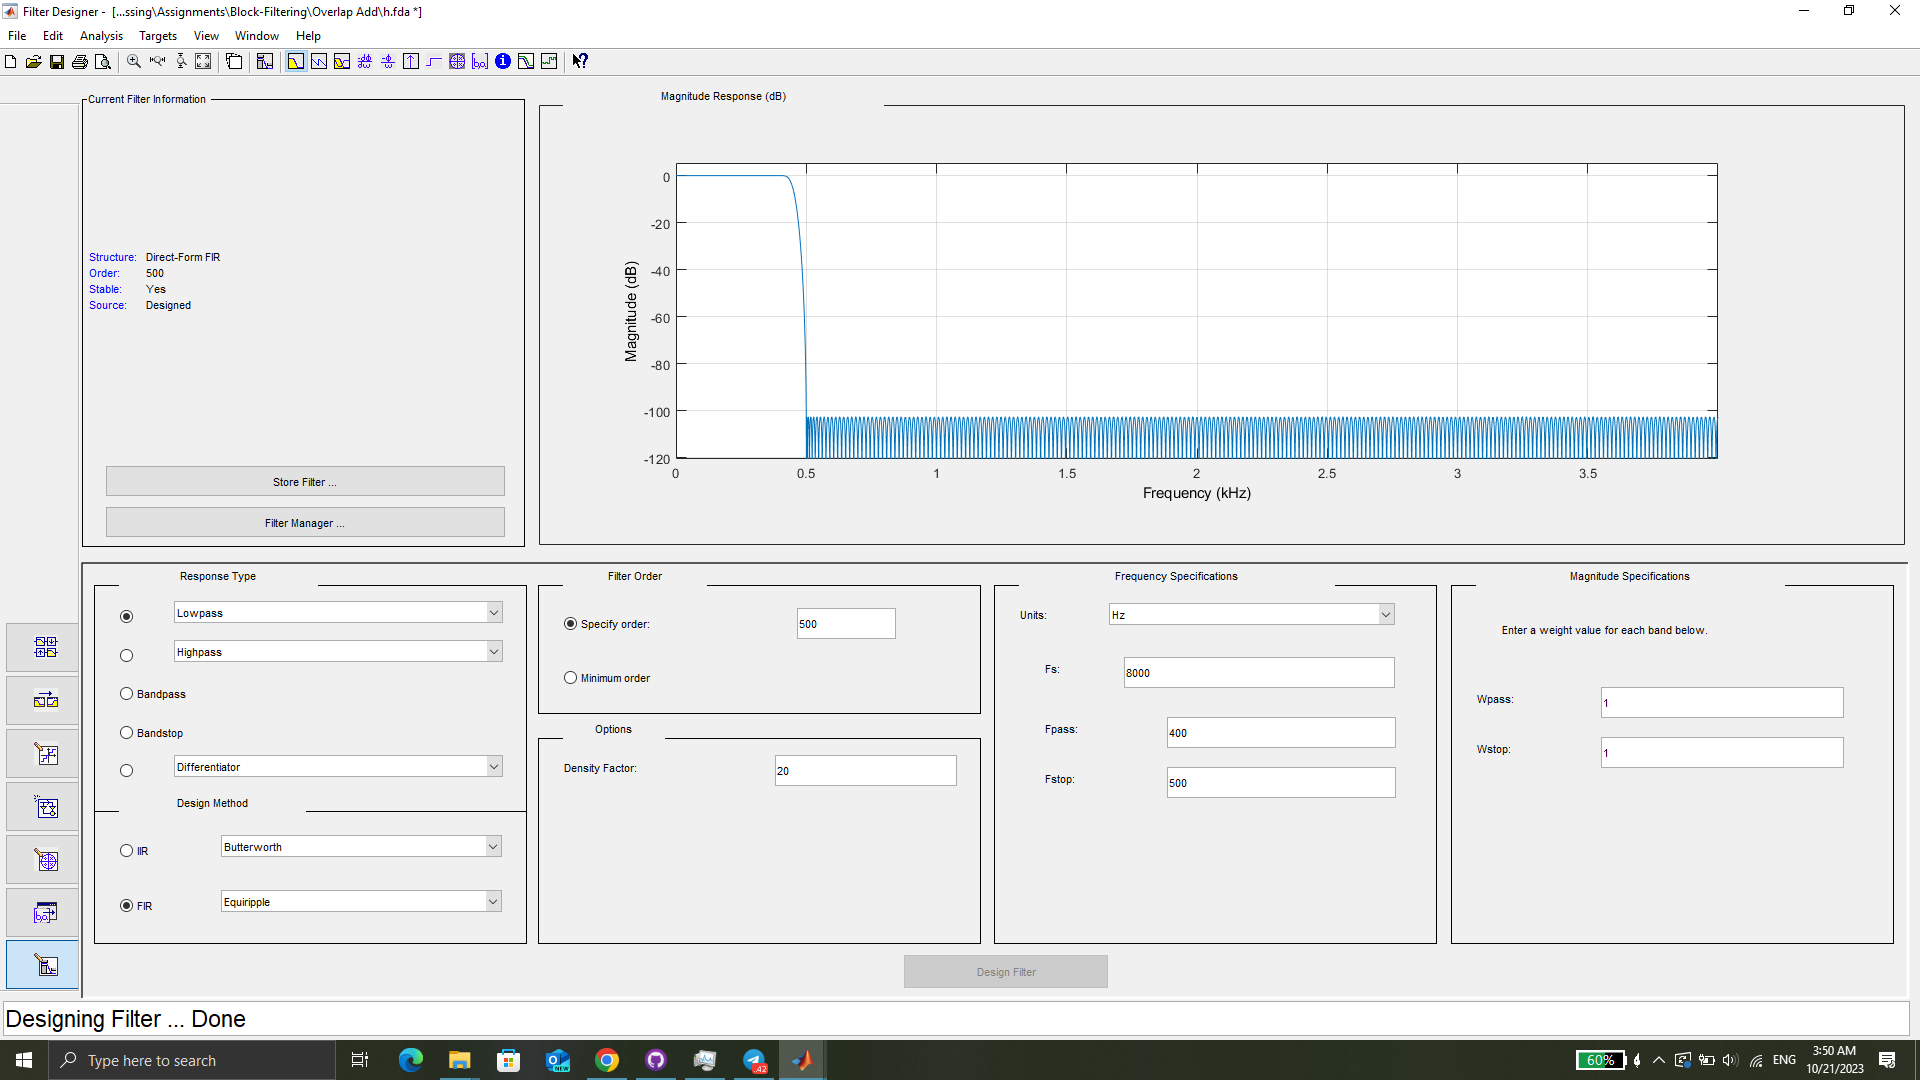 Filter Designer -  [...ssing\Assignments\Block-Filtering\Overlap Add\h.fda *]
File Edit Analysis Targets View Window Help
Current Filter Information
Structure: Direct-Form FIR
Order: 500
Stable: Yes
Source: Designed
Store Filter ...
Filter Manager ...
Magnitude Response (dB)
Magnitude (dB)
0
-20
-40
-60
-80
-100
-120
0 0.5 1 1.5 2 2.5 3 3.5
Frequency (kHz)
Response Type
Lowpass
Highpass
Bandpass
Bandstop
Differentiator
Design Method
IIR Butterworth
FIR Equiripple
Filter Order
Specify order: 500
Minimum order
Options
Density Factor: 20
Frequency Specifications
Units: Hz
Fs: 8000
Fpass: 400
Fstop: 500
Magnitude Specifications
Enter a weight value for each band below.
Wpass: 1
Wstop: 1
Design Filter
Designing Filter ... Done
Type here to search
NEW
42
60%
ENG
3:50 AM
10/21/2023